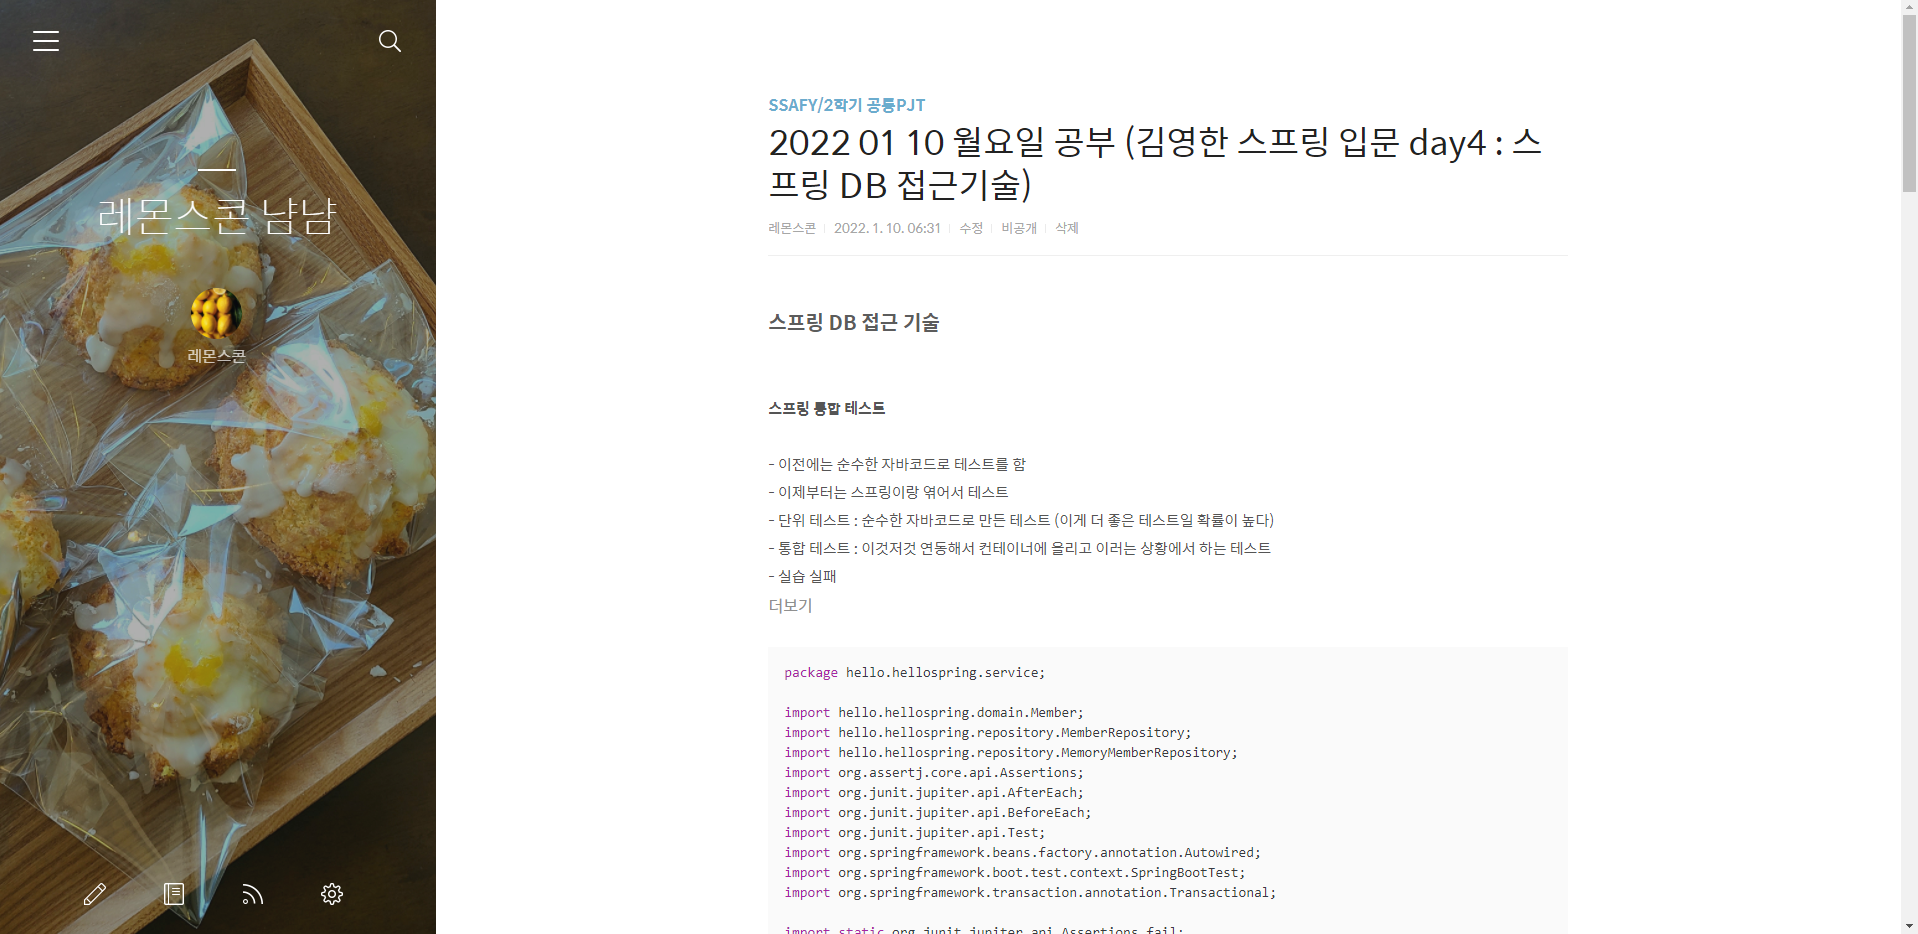 레몬스콘 냠냠
레몬스콘
SSAFY/2학기 공통PJT
2022 01 10 월요일 공부 (김영한 스프링 입문 day4 : 스
프링 DB 접근기술)
레몬스콘 2022. 1. 10. 06:31 수정 비공개 삭제
스프링 DB 접근 기술
스프링 통합 테스트
- 이전에는 순수한 자바코드로 테스트를 함
- 이제부터는 스프링이랑 엮어서 테스트
- 단위 테스트 : 순수한 자바코드로 만든 테스트 (이게 더 좋은 테스트일 확률이 높다)
- 통합 테스트 : 이것저것 연동해서 컨테이너에 올리고 이러는 상황에서 하는 테스트
- 실습 실패
더보기
package hello.hellospring.service;
import hello.hellospring.domain.Member;
import hello.hellospring.repository.MemberRepository;
import hello.hellospring.repository.MemoryMemberRepository;
import org.assertj.core.api.Assertions;
import org.junit.jupiter.api.AfterEach;
import org.junit.jupiter.api.BeforeEach;
import org.junit.jupiter.api.Test;
import org.springframework.beans.factory.annotation.Autowired;
import org.springframework.boot.test.context.SpringBootTest;
import org.springframework.transaction.annotation.Transactional;
import static org.junit.jupiter.api.Assertions.fail;